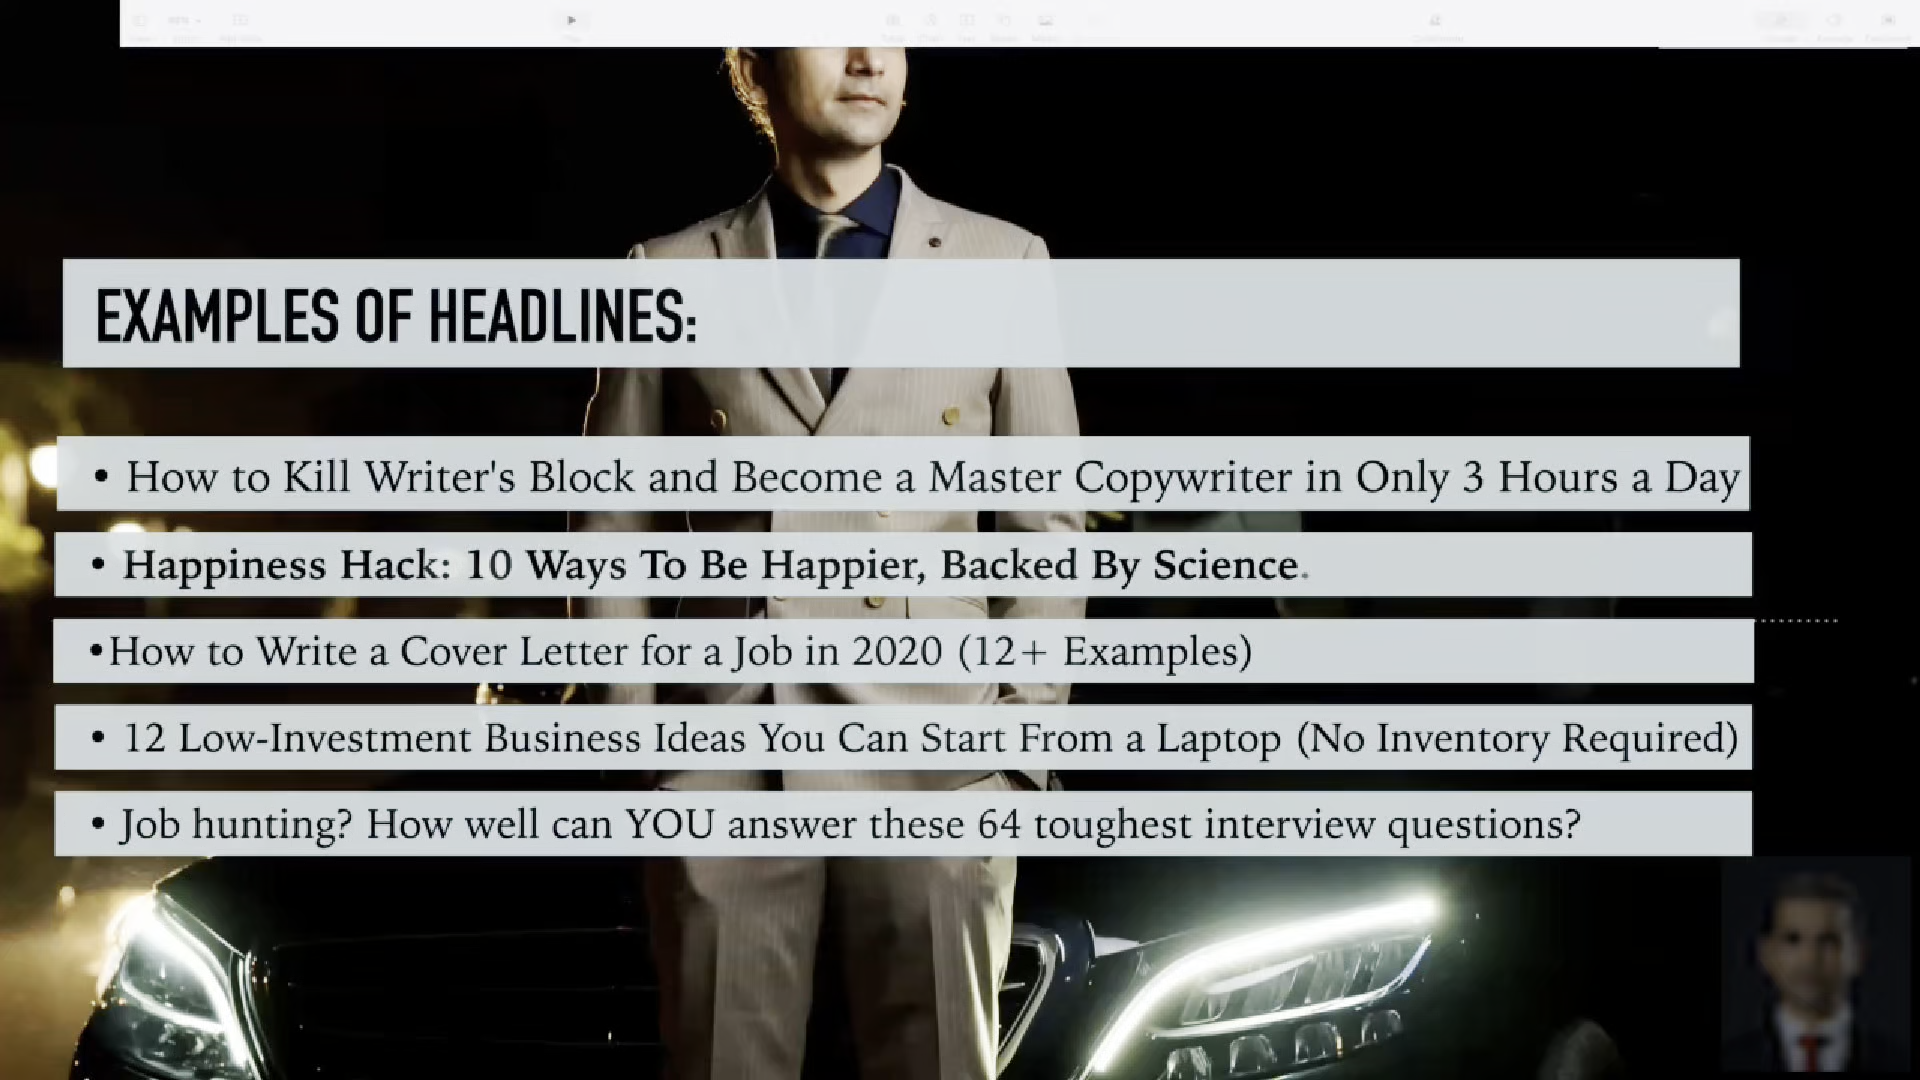 EXAMPLES OF HEADLINES:
• How to Kill Writer's Block and Become a Master Copywriter in Only 3 Hours a Day
• Happiness Hack: 10 Ways To Be Happier, Backed By Science.
•How to Write a Cover Letter for a Job in 2020 (12+ Examples)
• 12 Low-Investment Business Ideas You Can Start From a Laptop (No Inventory Required)
• Job hunting? How well can YOU answer these 64 toughest interview questions?